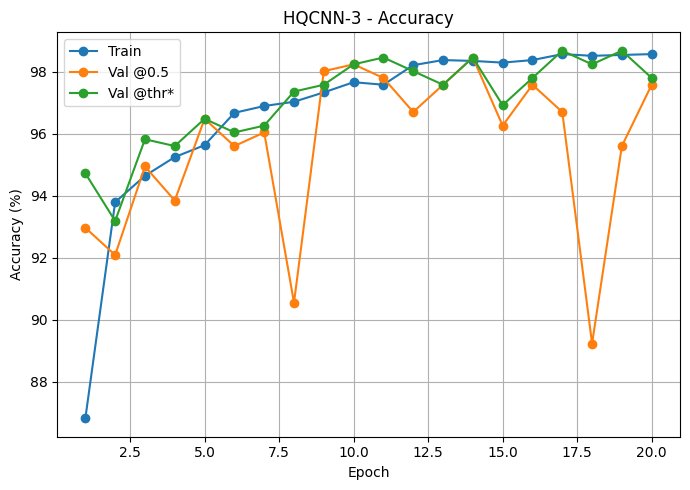 HQCNN-3 - Accuracy
Train
Val @0.5
Val @thr*
Accuracy (%)
98
96
94
92
90
88
2.5 5.0 7.5 10.0 12.5 15.0 17.5 20.0
Epoch